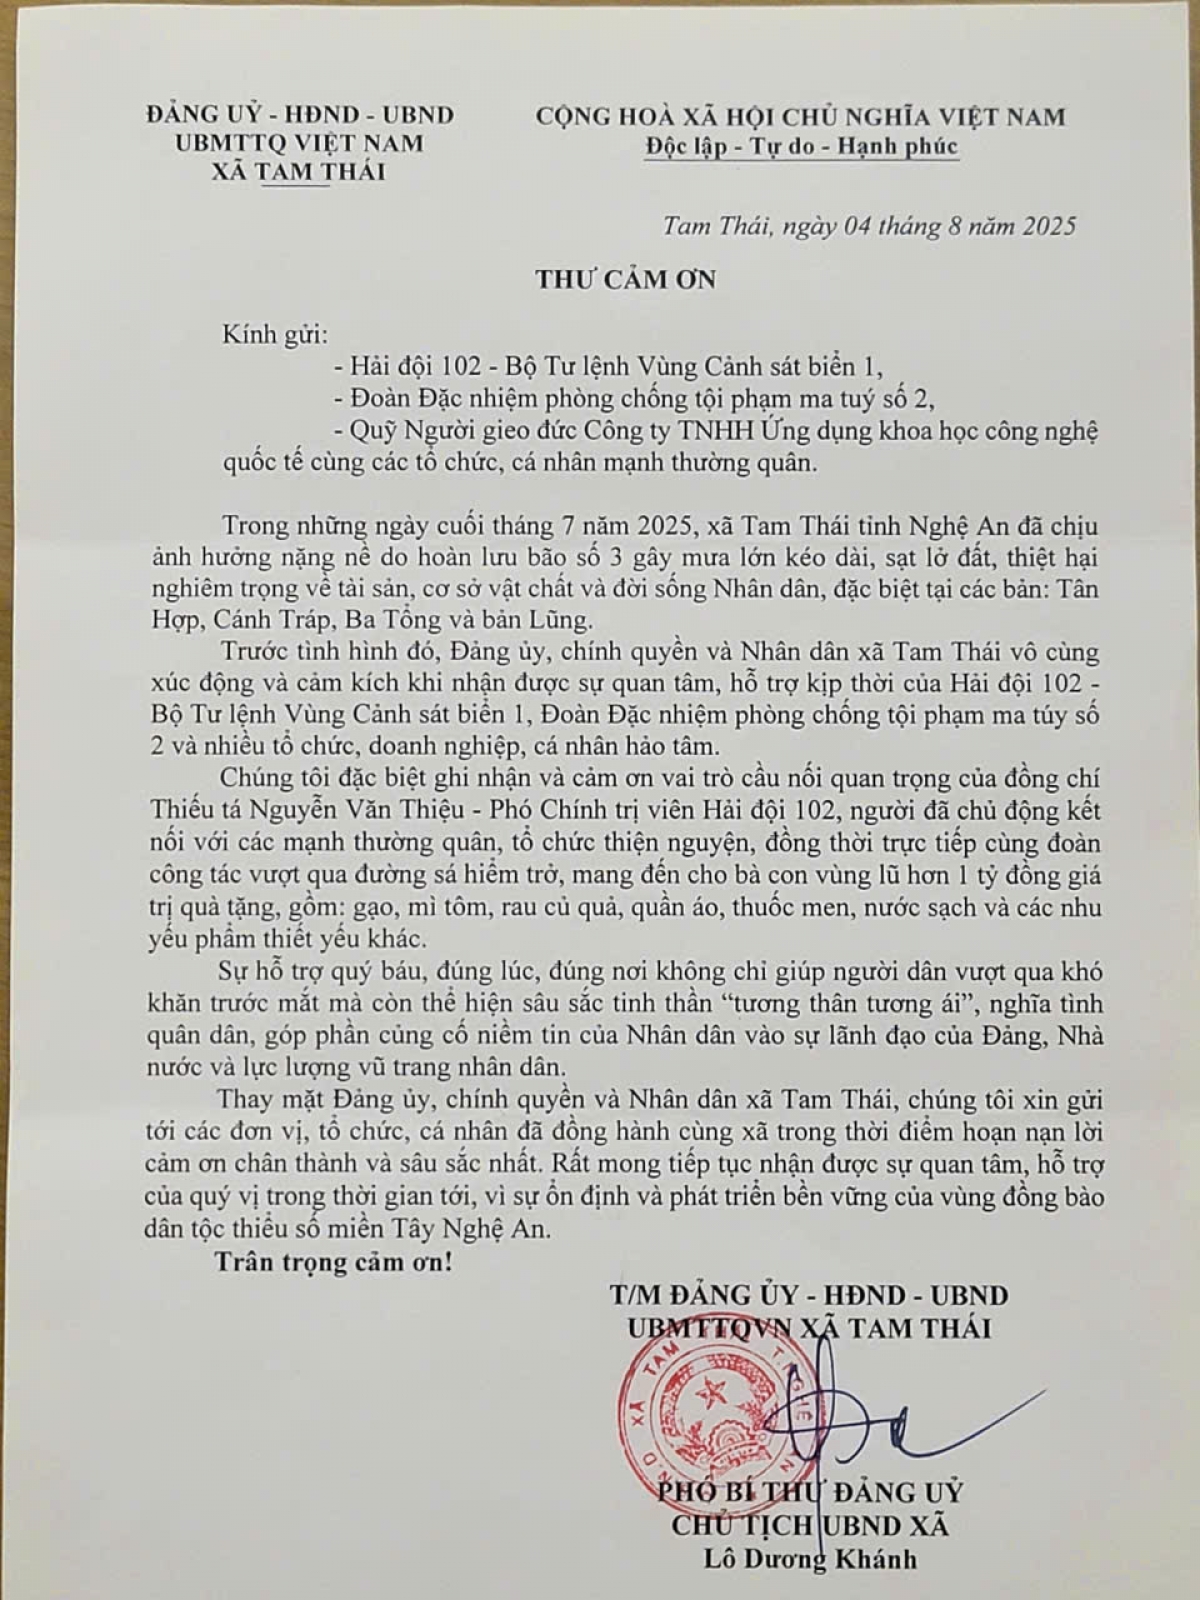 ĐẢNG UỶ - HĐND - UBND
UBMTTQ VIỆT NAM
XÃ TAM THÁI
CỘNG HOÀ XÃ HỘI CHỦ NGHĨA VIỆT NAM
Độc lập - Tự do - Hạnh phúc
Tam Thái, ngày 04 tháng 8 năm 2025
THƯ CẢM ƠN
Kính gửi:
- Hải đội 102 - Bộ Tư lệnh Vùng Cảnh sát biển 1,
- Đoàn Đặc nhiệm phòng chống tội phạm ma tuý số 2,
- Quỹ Người gieo đức Công ty TNHH Ứng dụng khoa học công nghệ
quốc tế cùng các tổ chức, cá nhân mạnh thường quân.
Trong những ngày cuối tháng 7 năm 2025, xã Tam Thái tỉnh Nghệ An đã chịu
ảnh hưởng nặng nề do hoàn lưu bão số 3 gây mưa lớn kéo dài, sạt lở đất, thiệt hại
nghiêm trọng về tài sản, cơ sở vật chất và đời sống Nhân dân, đặc biệt tại các bản: Tân
Hợp, Cánh Tráp, Ba Tổng và bản Lũng.
Trước tình hình đó, Đảng ủy, chính quyền và Nhân dân xã Tam Thái vô cùng
xúc động và cảm kích khi nhận được sự quan tâm, hỗ trợ kịp thời của Hải đội 102 -
Bộ Tư lệnh Vùng Cảnh sát biển 1, Đoàn Đặc nhiệm phòng chống tội phạm ma túy số
2 và nhiều tổ chức, doanh nghiệp, cá nhân hảo tâm.
Chúng tôi đặc biệt ghi nhận và cảm ơn vai trò cầu nối quan trọng của đồng chí
Thiếu tá Nguyễn Văn Thiệu - Phó Chính trị viên Hải đội 102, người đã chủ động kết
nối với các mạnh thường quân, tổ chức thiện nguyện, đồng thời trực tiếp cùng đoàn
công tác vượt qua đường sá hiểm trở, mang đến cho bà con vùng lũ hơn 1 tỷ đồng giá
trị quà tặng, gồm: gạo, mì tôm, rau củ quả, quần áo, thuốc men, nước sạch và các nhu
yếu phẩm thiết yếu khác.
Sự hỗ trợ quý báu, đúng lúc, đúng nơi không chỉ giúp người dân vượt qua khó
khăn trước mắt mà còn thể hiện sâu sắc tinh thần “tương thân tương ái”, nghĩa tình
quân dân, góp phần củng cố niềm tin của Nhân dân vào sự lãnh đạo của Đảng, Nhà
nước và lực lượng vũ trang nhân dân.
Thay mặt Đảng ủy, chính quyền và Nhân dân xã Tam Thái, chúng tôi xin gửi
tới các đơn vị, tổ chức, cá nhân đã đồng hành cùng xã trong thời điểm hoạn nạn lời
cảm ơn chân thành và sâu sắc nhất. Rất mong tiếp tục nhận được sự quan tâm, hỗ trợ
của quý vị trong thời gian tới, vì sự ổn định và phát triển bền vững của vùng đồng bào
dân tộc thiểu số miền Tây Nghệ An.
Trân trọng cảm ơn!
T/M ĐẢNG ỦY - HĐND - UBND
UBMTTQVN XÃ TAM THÁI
XÃ TAM
PHÓ BÍ THƯ ĐẢNG UỶ
CHỦ TỊCH UBND XÃ
Lô Dương Khánh